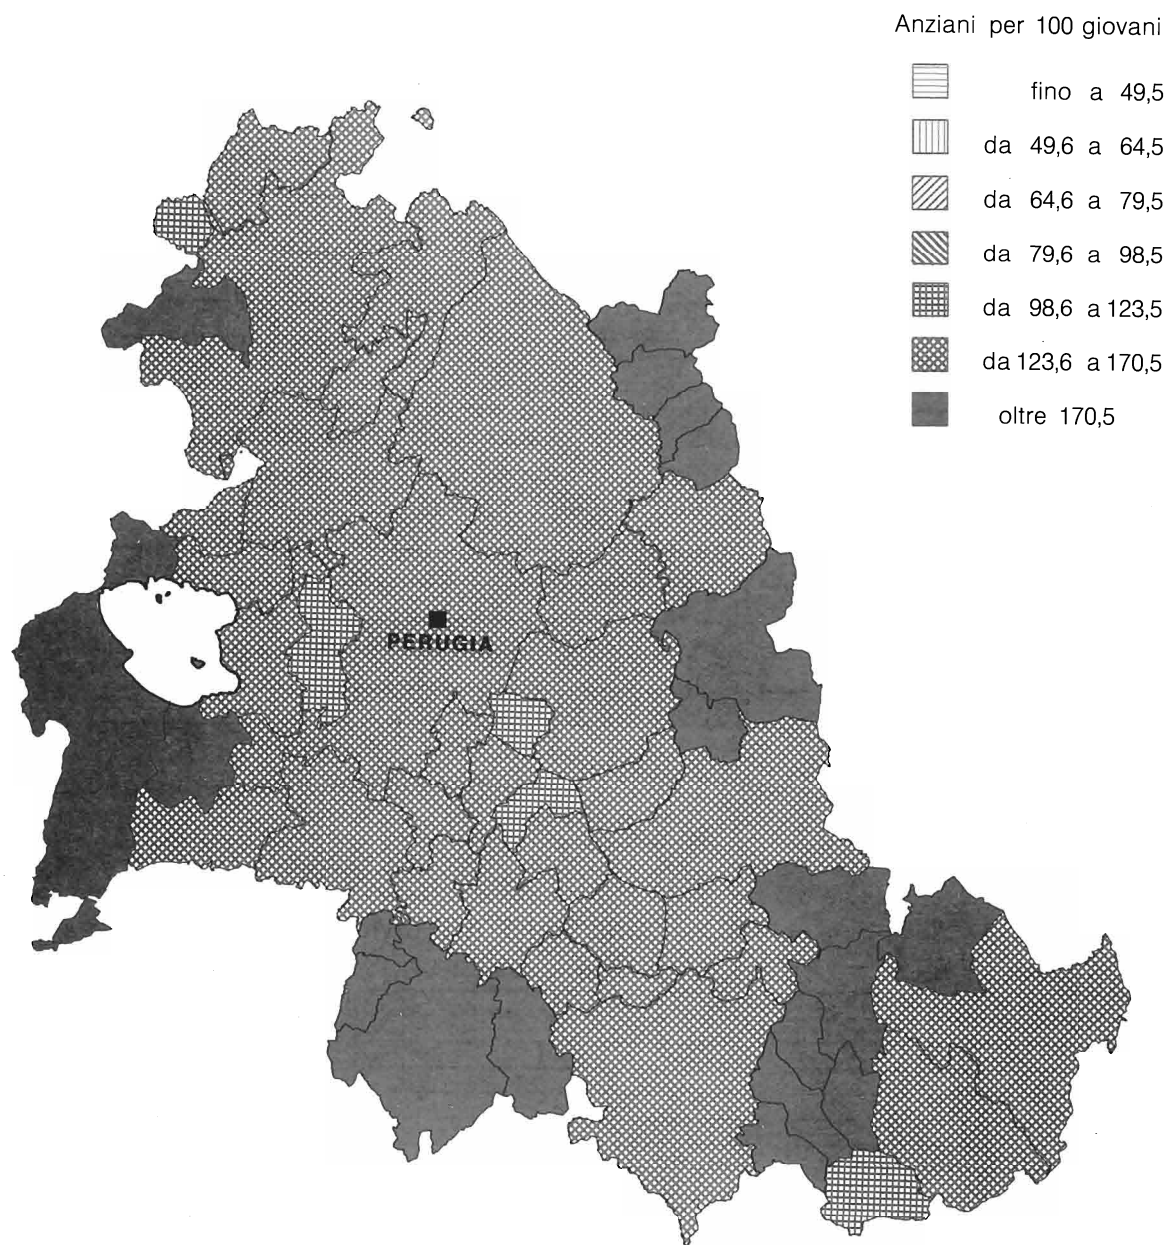 Anziani per 100 giovani
fino a 49,5
da 49,6 a 64,5
da 64,6 a 79,5
da 79,6 a 98,5
da 98,6 a 123,5
da 123,6 a 170,5
oltre 170,5
PERUGIA